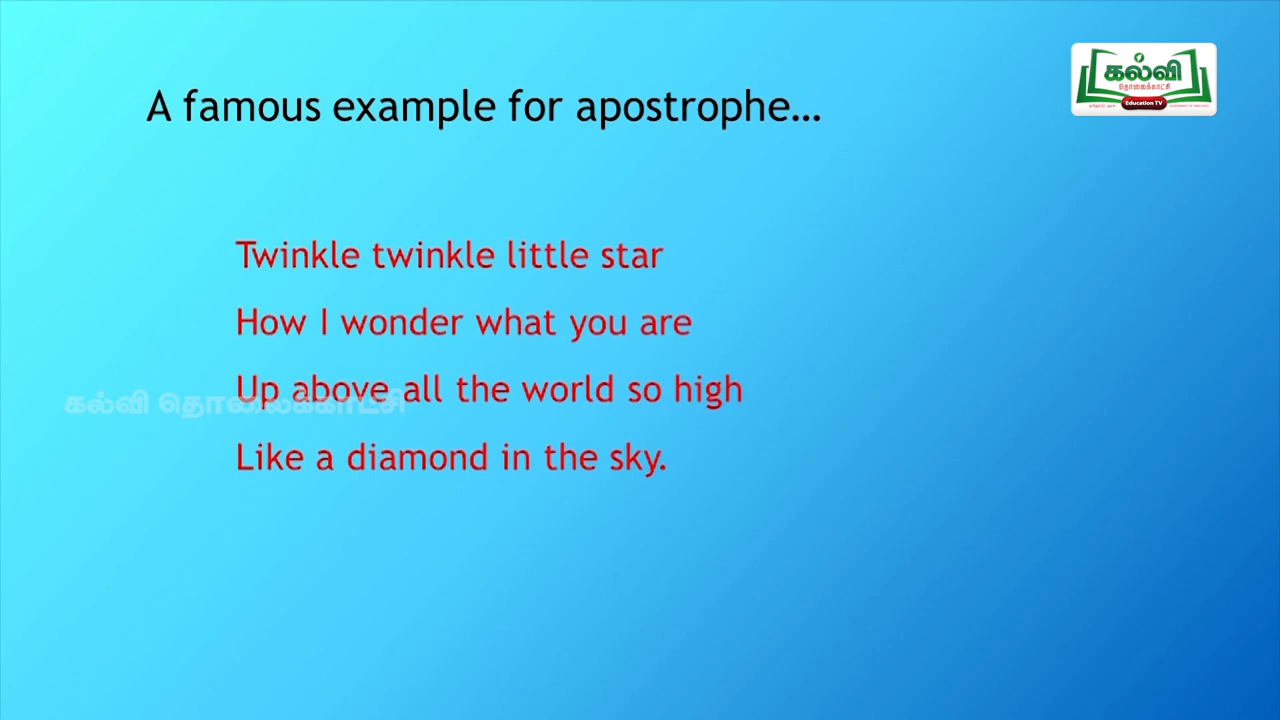 கல்வி
தொலைக்காட்சி
Education TV
A famous example for apostrophe...
Twinkle twinkle little star
How I wonder what you are
Up above all the world so high
கல்வி தொலைக்காட்சி
Like a diamond in the sky.